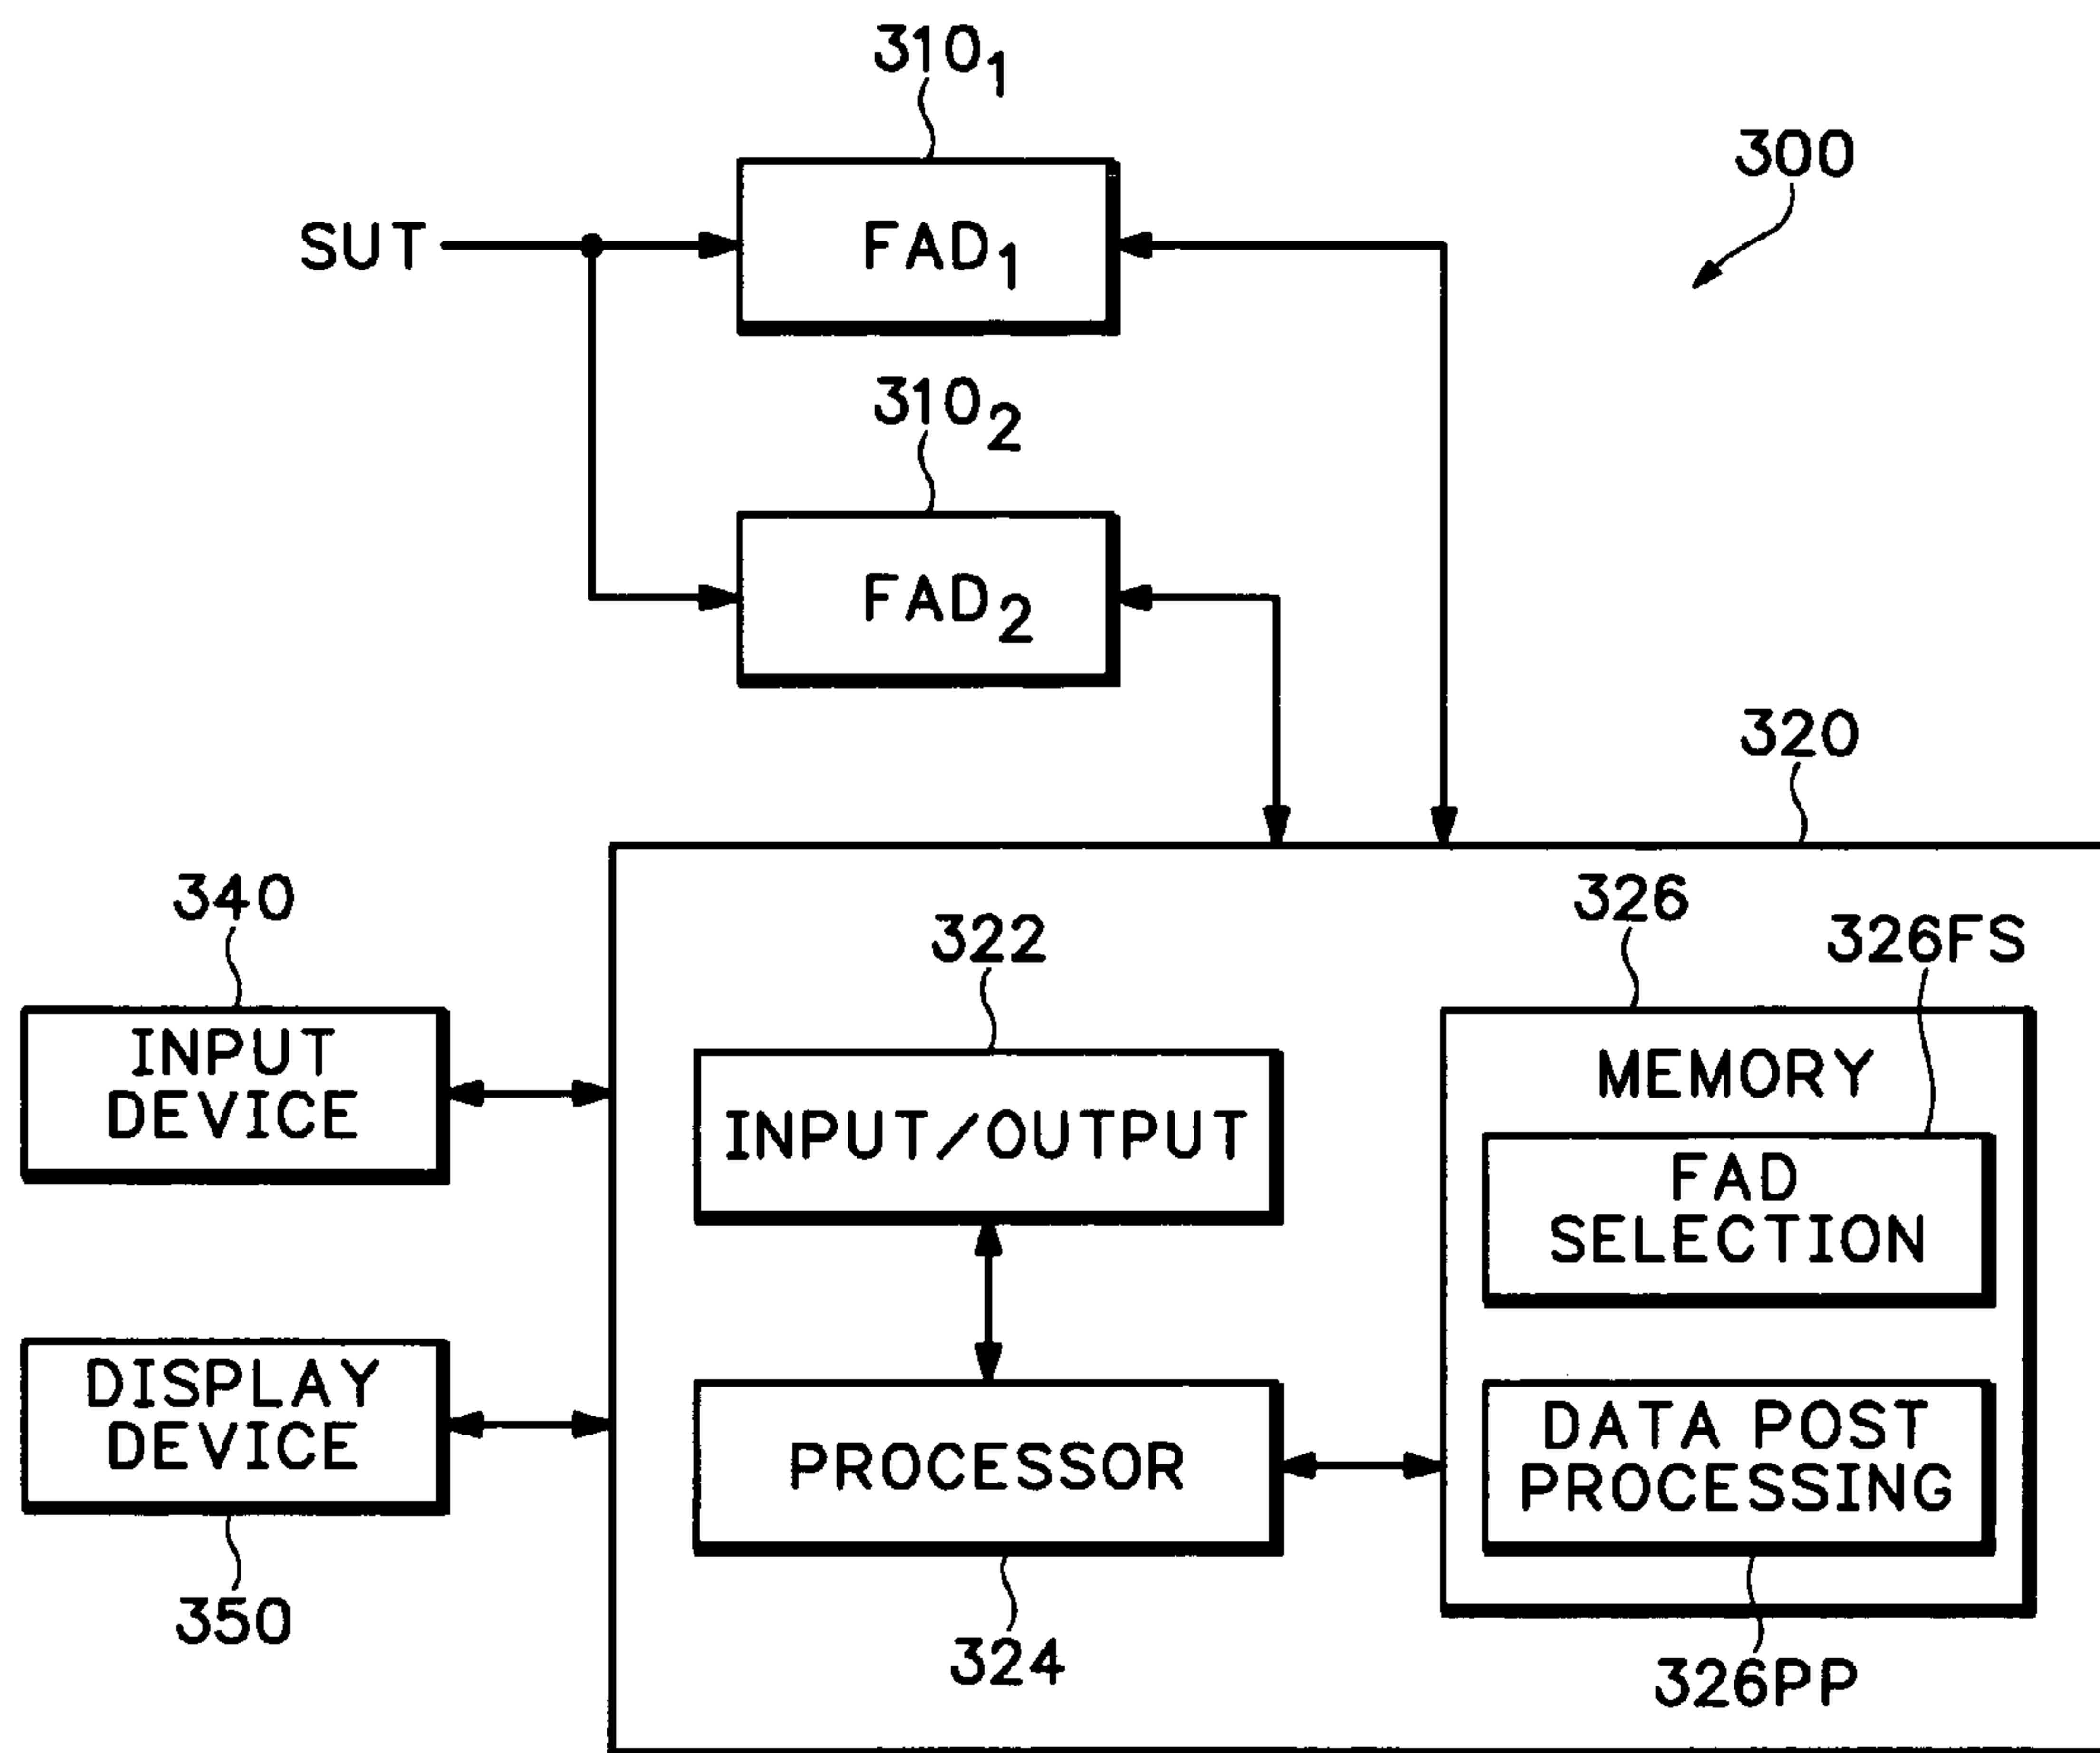 310₁
300
SUT
FAD₁
310₂
FAD₂
320
340
322
326
326FS
INPUT
DEVICE
INPUT/OUTPUT
MEMORY
FAD
SELECTION
DISPLAY
DEVICE
PROCESSOR
DATA POST
PROCESSING
350
324
326PP